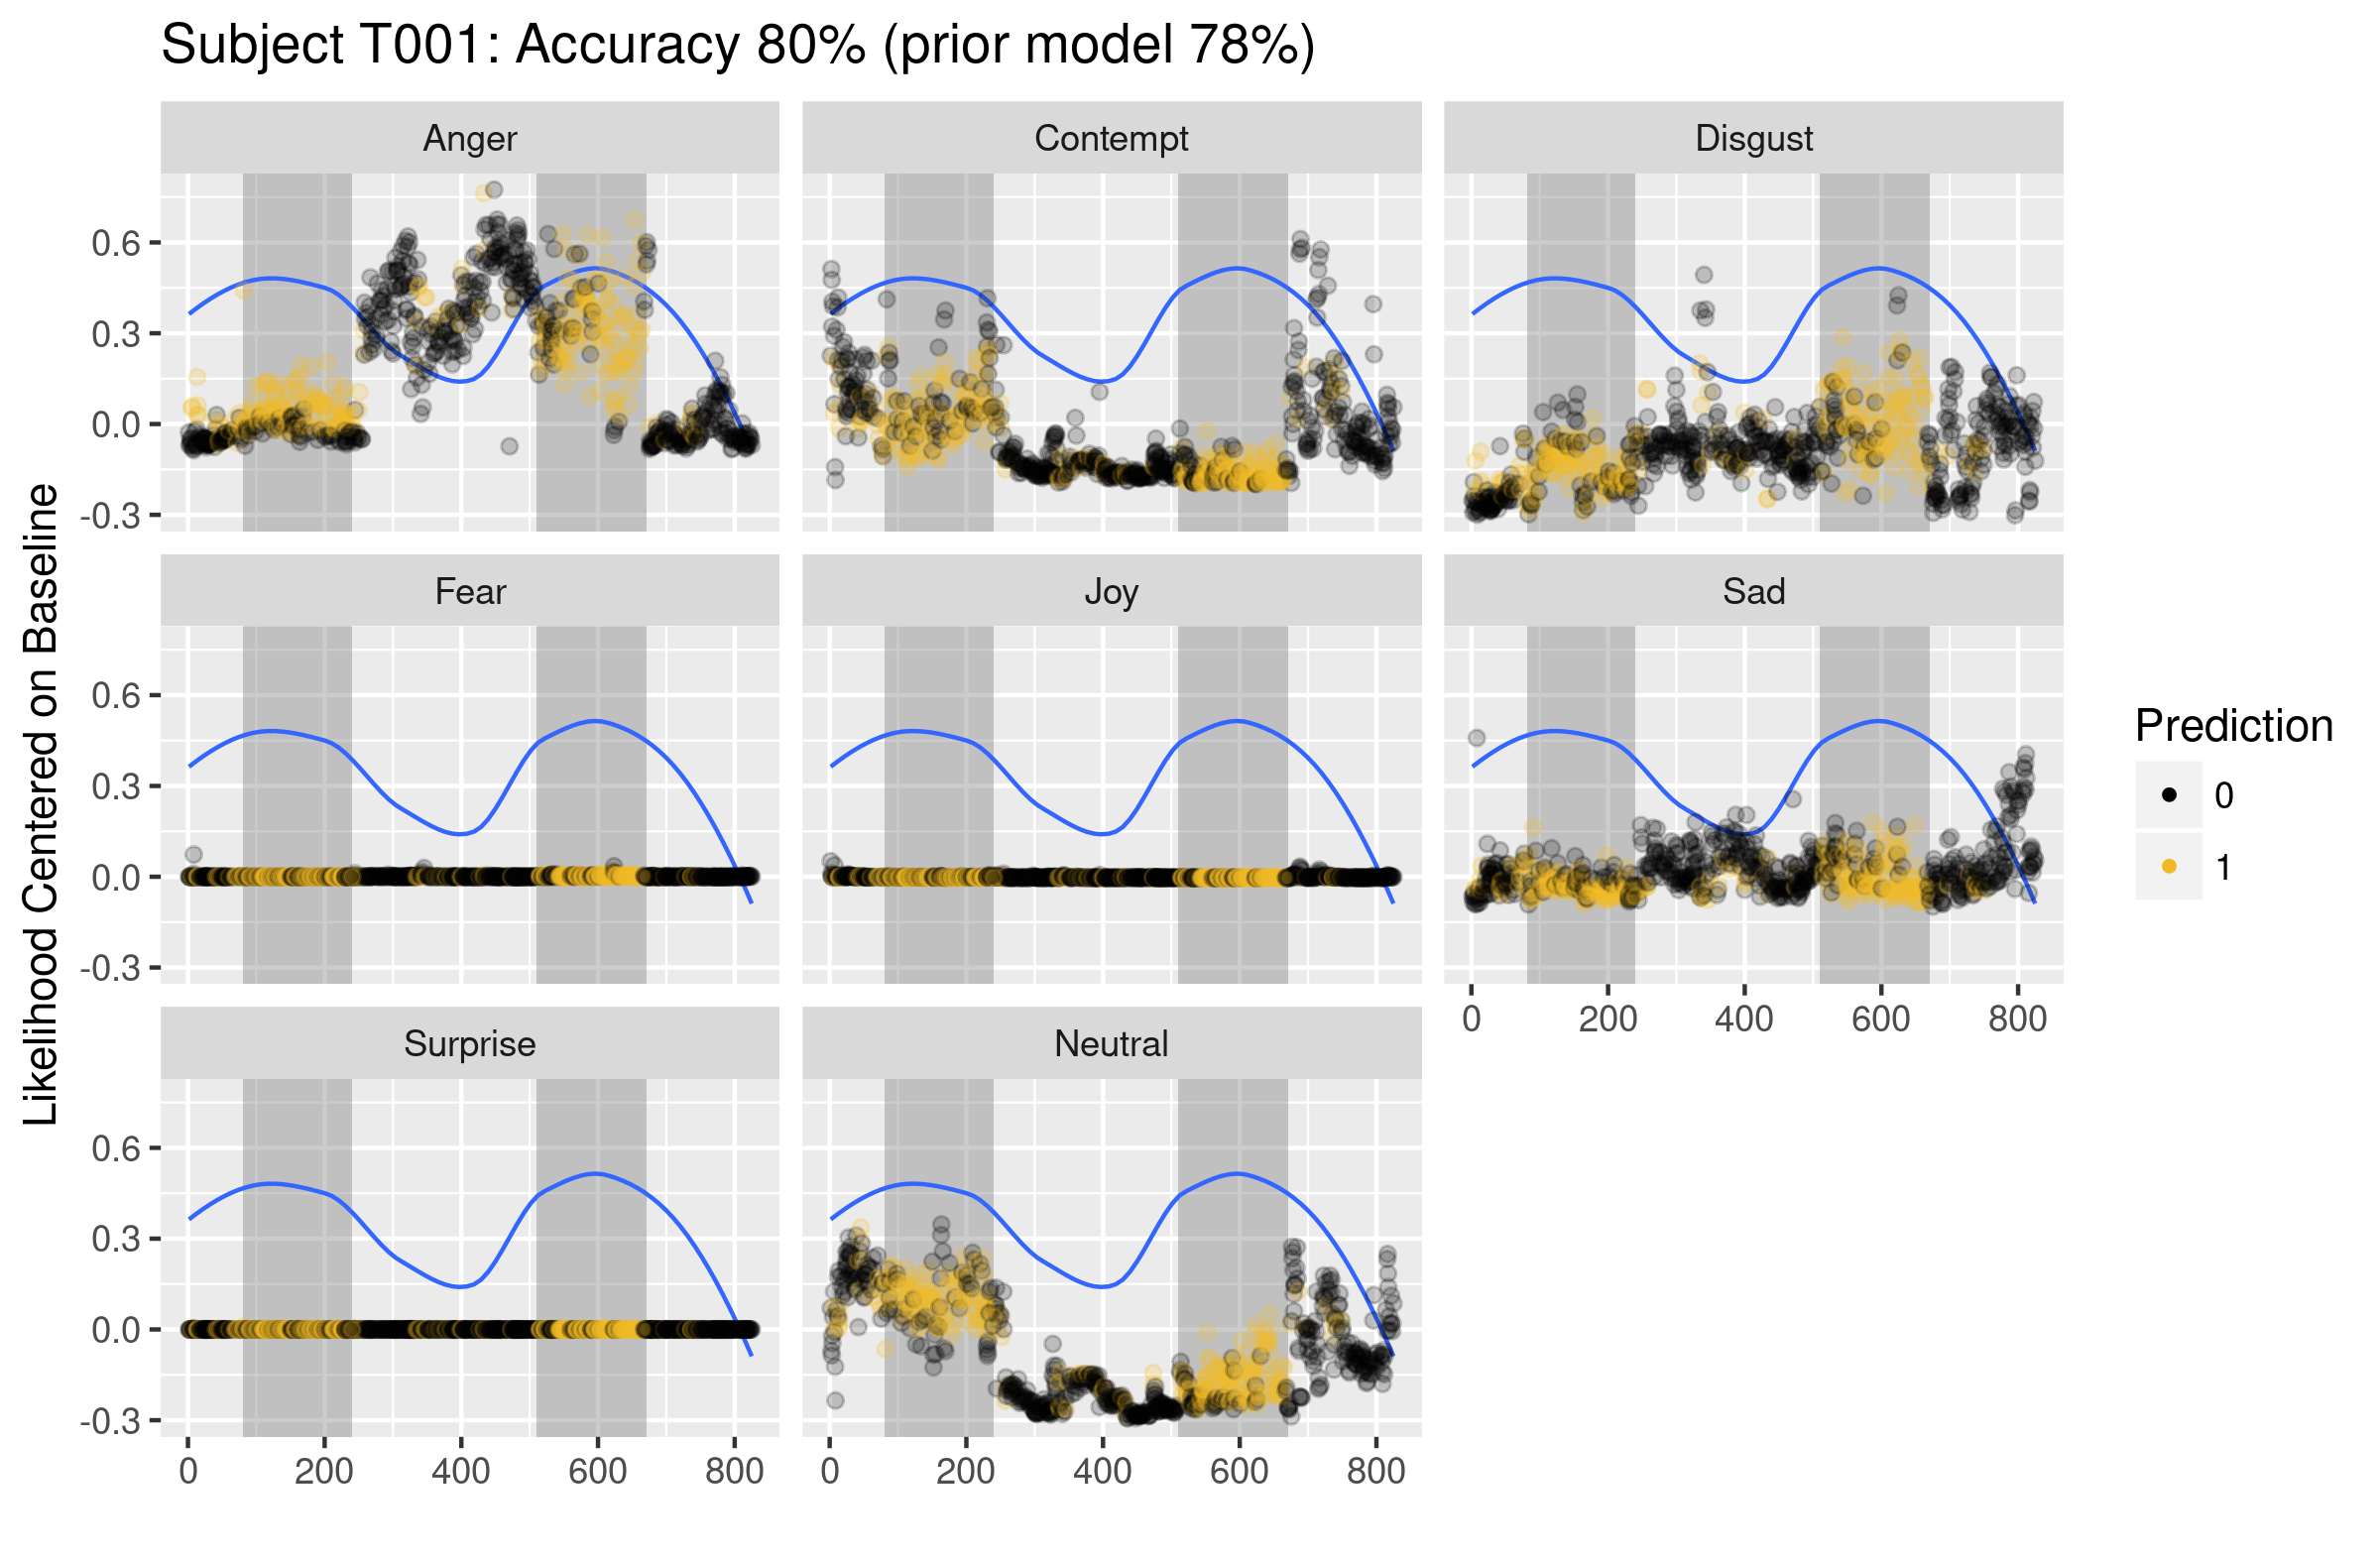 Subject T001: Accuracy 80% (prior model 78%)
Likelihood Centered on Baseline
Anger
Contempt
Disgust
0.6
0.3
0.0
-0.3
Fear
Joy
Sad
0.6
0.3
0.0
-0.3
0 200 400 600 800
Surprise
Neutral
0.6
0.3
0.0
-0.3
0 200 400 600 800
0 200 400 600 800
Prediction
0
1